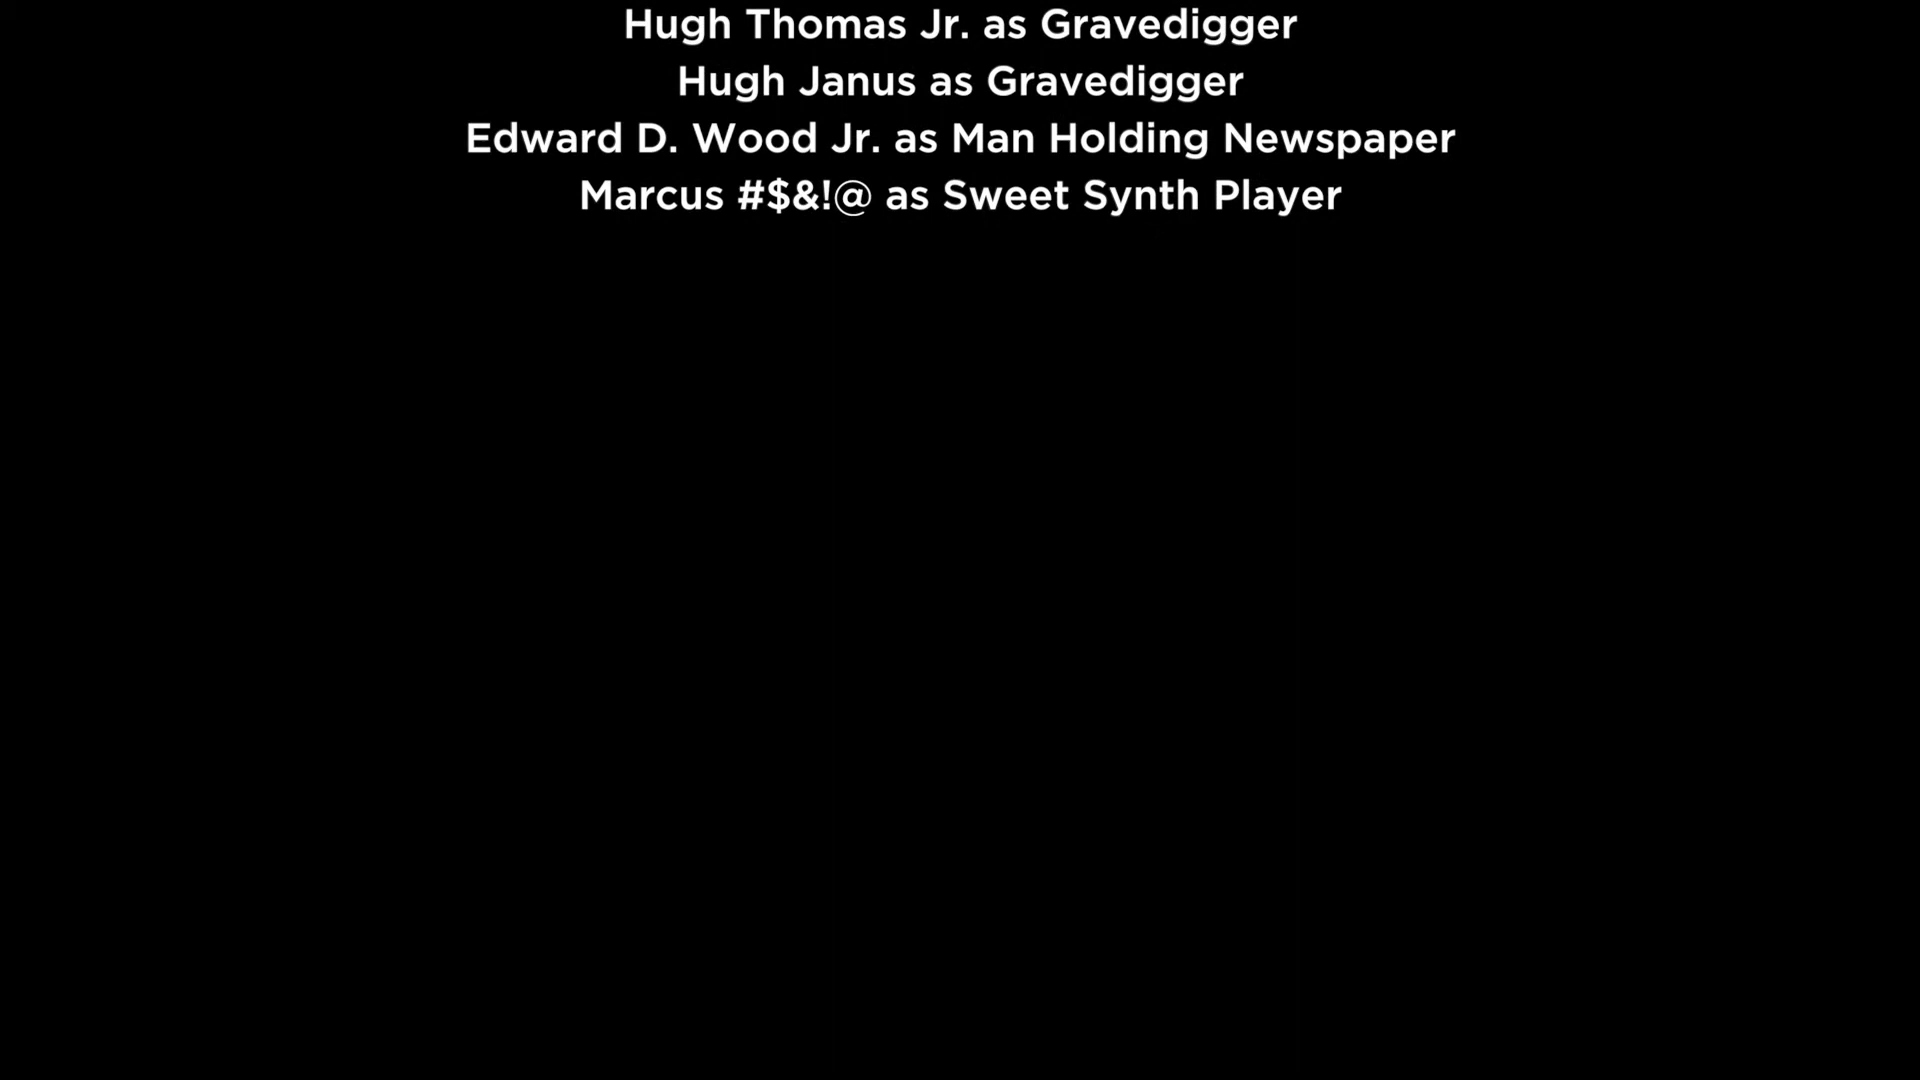 Hugh Thomas Jr. as Gravedigger
Hugh Janus as Gravedigger
Edward D. Wood Jr. as Man Holding Newspaper
Marcus #$&!@ as Sweet Synth Player